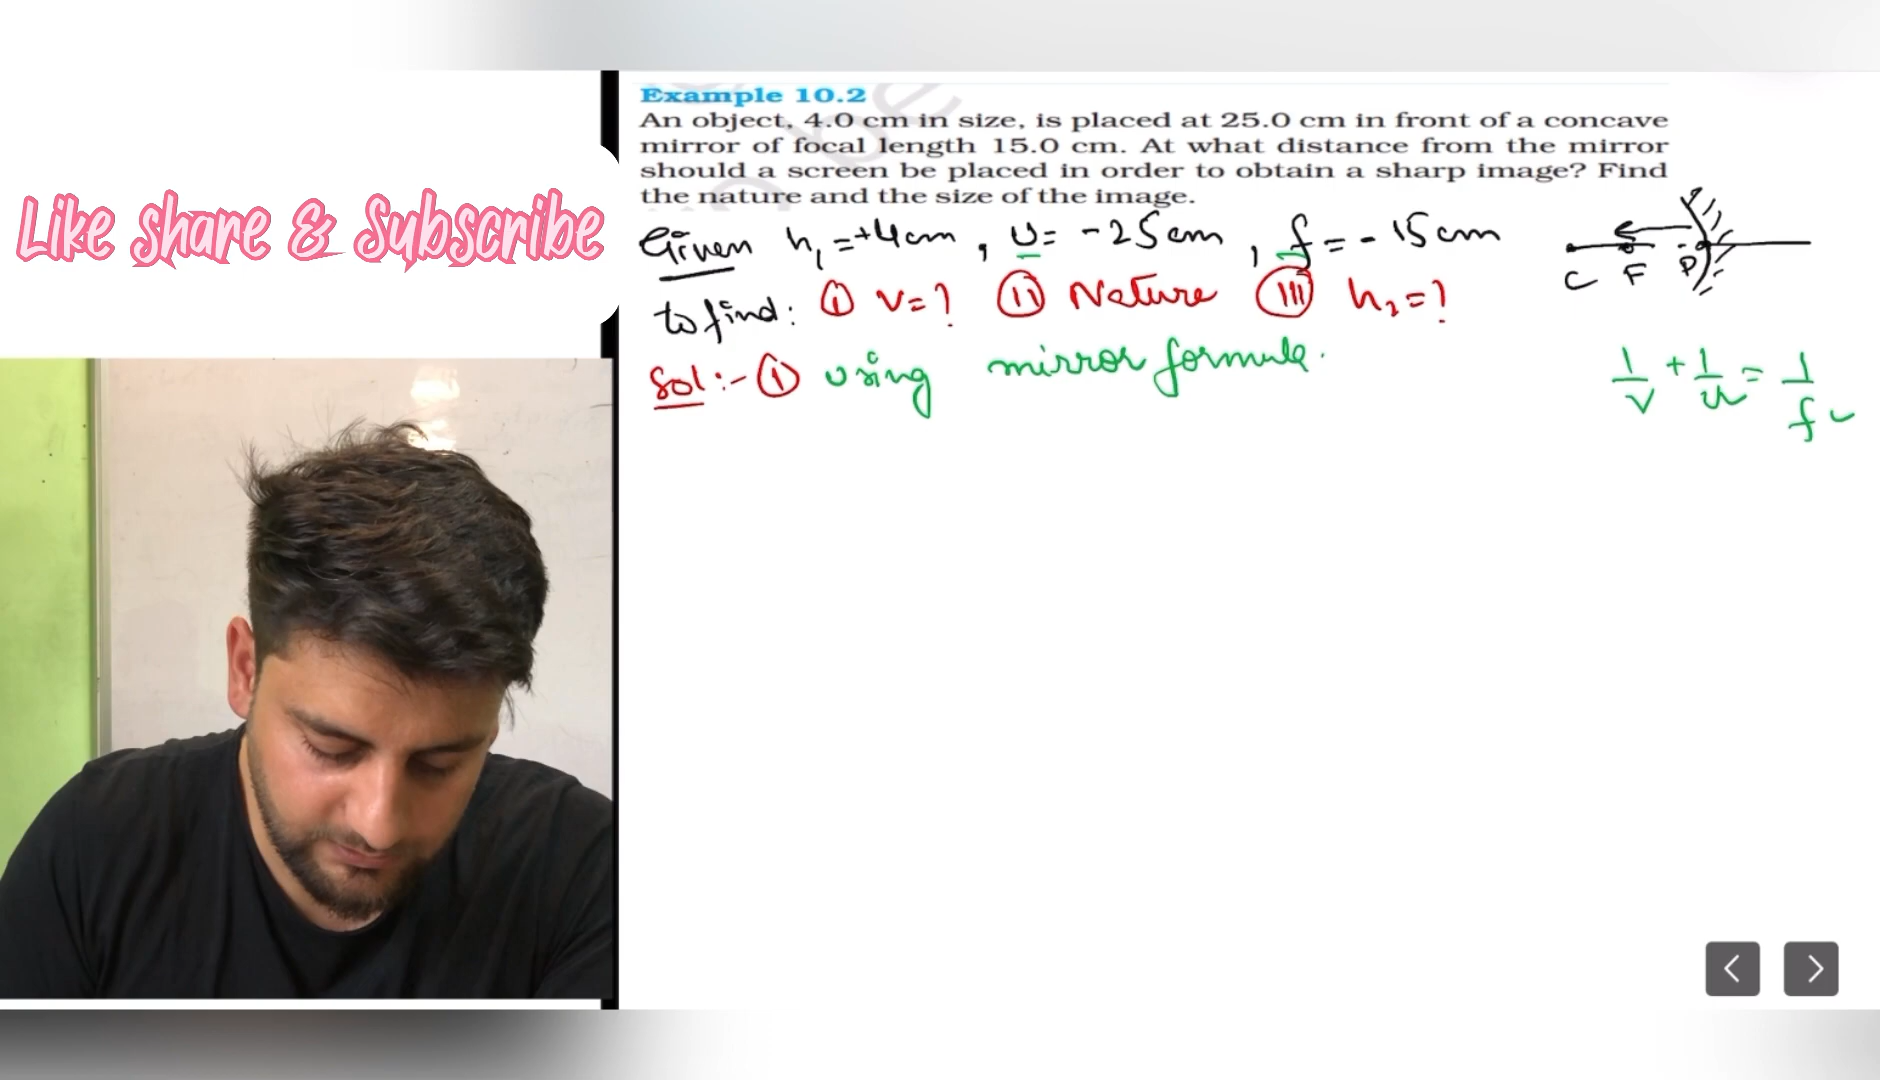 Like share & Subscribe
Example 10.2
An object, 4.0 cm in size, is placed at 25.0 cm in front of a concave
mirror of focal length 15.0 cm. At what distance from the mirror
should a screen be placed in order to obtain a sharp image? Find
the nature and the size of the image.
Given h₁ = +4cm , u = -25cm , f = - 15cm
C F P
to find: ① v=? ⑪ Nature Ⅲ h₂=?
Sol :- ① using mirror formula.
1/v + 1/u = 1/f